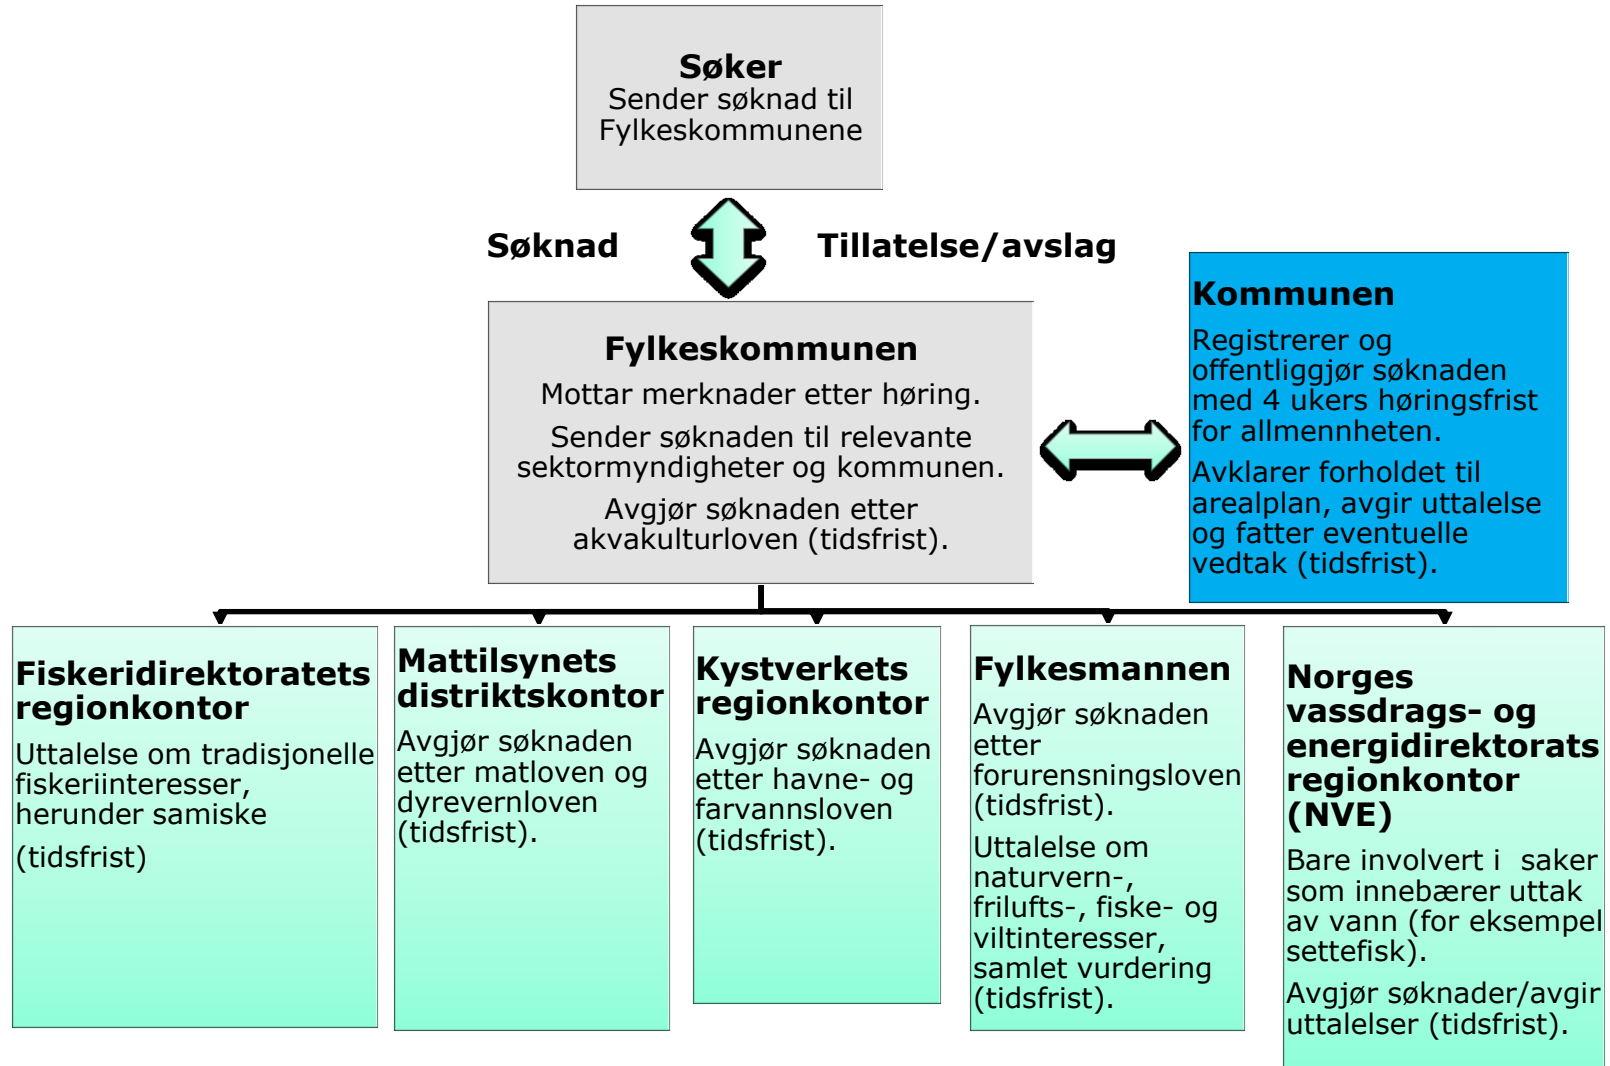 Søker
Sender søknad til
Fylkeskommunene
Søknad
Tillatelse/avslag
Fylkeskommunen
Mottar merknader etter høring.
Sender søknaden til relevante
sektormyndigheter og kommunen.
Avgjør søknaden etter
akvakulturloven (tidsfrist).
Kommunen
Registrerer og
offentliggjør søknaden
med 4 ukers høringsfrist
for allmennheten.
Avklarer forholdet til
arealplan, avgir uttalelse
og fatter eventuelle
vedtak (tidsfrist).
Fiskeridirektoratets
regionkontor
Uttalelse om tradisjonelle
fiskeriinteresser,
herunder samiske
(tidsfrist)
Mattilsynets
distriktskontor
Avgjør søknaden
etter matloven og
dyrevernloven
(tidsfrist).
Kystverkets
regionkontor
Avgjør søknaden
etter havne- og
farvannsloven
(tidsfrist).
Fylkesmannen
Avgjør søknaden
etter
forurensningsloven
(tidsfrist).
Uttalelse om
naturvern-,
frilufts-, fiske- og
viltinteresser,
samlet vurdering
(tidsfrist).
Norges
vassdrags- og
energidirektorats
regionkontor
(NVE)
Bare involvert i saker
som innebærer uttak
av vann (for eksempel
settefisk).
Avgjør søknader/avgir
uttalelser (tidsfrist).